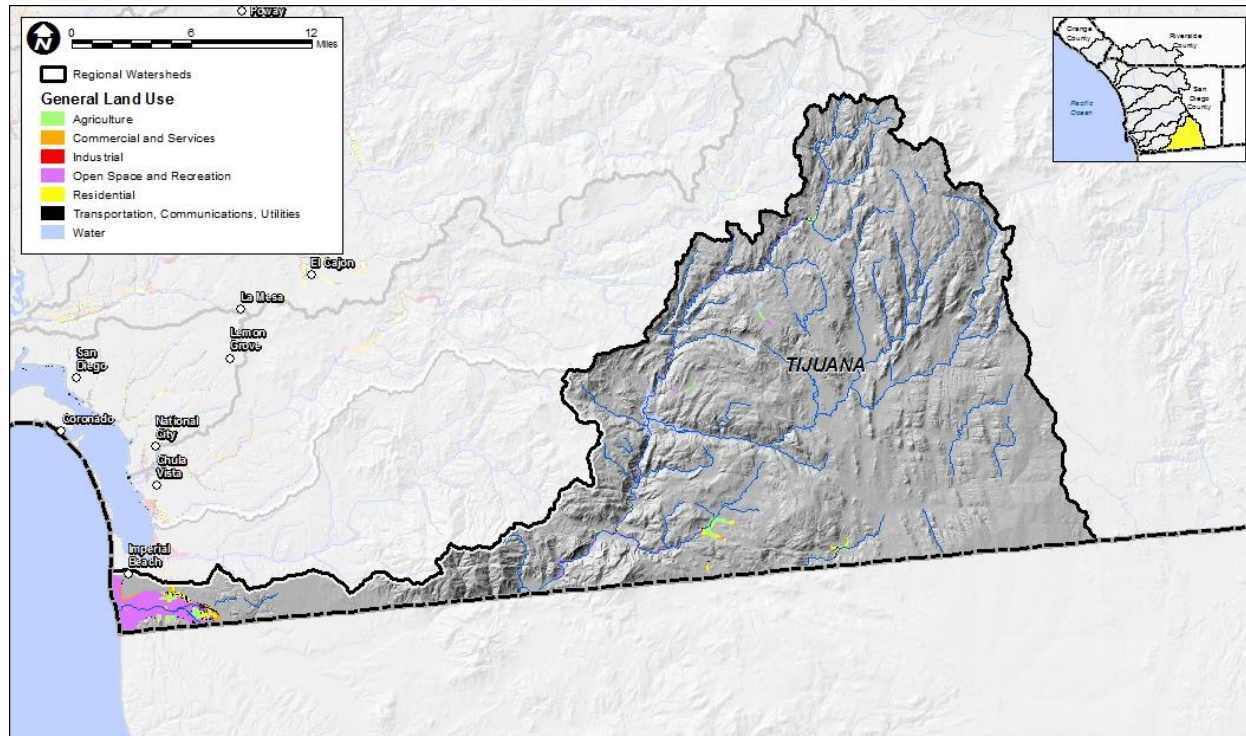 Poway
N
0 6 12
Miles
Regional Watersheds
General Land Use
Agriculture
Commercial and Services
Industrial
Open Space and Recreation
Residential
Transportation, Communications, Utilities
Water
Orange
County
Riverside
County
San
Diego
County
Pacific
Ocean
El Cajon
La Mesa
Lemon
Grove
San
Diego
Coronado
National
City
Chula
Vista
Imperial
Beach
TIJUANA